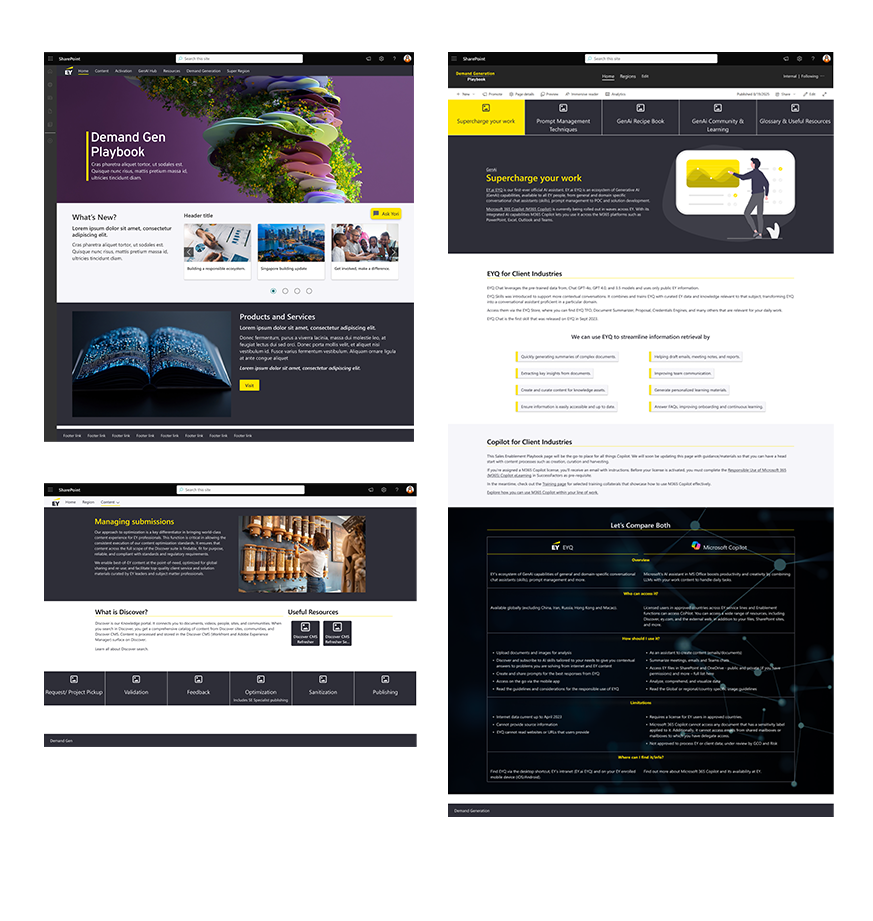 SharePoint
Search this site
EY
Home Content Activation GenAI Hub Resources Demand Generation Super Region
Demand Gen
Playbook
Cras pharetra aliquet tortor, ut sodales est.
Quisque nunc risus, mattis pretium massa id,
ultricies tincidunt diam.
What's New?
Lorem ipsum dolor sit amet, consectetur
adipiscing elit.
Cras pharetra aliquet tortor, ut sodales est.
Quisque nunc risus, mattis pretium massa id,
ultricies tincidunt diam.
Header title
Ask Yori
Building a responsible ecosystem.
Singapore building update
Get involved, make a difference.
Products and Services
Lorem ipsum dolor sit amet, consectetur adipiscing elit.
Donec fermentum, purus a viverra lacinia, massa dui molestie leo, at
feugiat lectus dui sed orci. Donec porta mollis velit, et aliquet nisi
vestibulum id. Fusce varius fermentum vestibulum. Aliquam ornare ligula
at ante congue aliquet
Lorem ipsum dolor sit amet, consectetur adipiscing elit.
Visit
Footer link Footer link Footer link Footer link Footer link Footer link Footer link Footer link
SharePoint
Search this site
EY
Home Region Content
Managing submissions
Our approach to optimization is a key differentiator in bringing world-class
content experience for EY professionals. This function is critical in allowing the
consistent execution of our content optimization standards. It ensures that
content across the full scope of the Discover suite is findable, fit for purpose,
reliable, and compliant with standards and regulatory requirements.
We enable best-of EY content at the point of need, optimized for global
sharing and re-use and facilitate top-quality client service and solution
materials curated by EY leaders and subject matter professionals.
What is Discover?
Discover is our knowledge portal. It connects you to documents, videos, people, sites, and communities. When
you search in Discover, you get a comprehensive catalog of content from Discover sites, communities, and
Discover CMS. Content is processed and stored in the Discover CMS (WorkFront and Adobe Experience
Manager) surface on Discover.
Learn all about Discover search.
Useful Resources
Discover CMS
Refresher
Discover CMS
Refresher Se...
Request/ Project Pickup
Validation
Feedback
Optimization
Includes SE Specialist publishing
Sanitization
Publishing
Demand Gen
SharePoint
Search this site
Demand Generation
Playbook
Home Regions Edit
Internal | Following
New Promote Page details Preview Immersive reader Analytics
Published 8/19/2025 Share Edit
Supercharge your work
Prompt Management
Techniques
GenAi Recipe Book
GenAi Community &
Learning
Glossary & Useful Resources
GenAi
Supercharge your work
EY.ai EYQ is our first-ever official AI Assistant. EY.ai EYQ is an ecosystem of Generative AI
(GenAI) capabilities, available to all EY people, from general and domain specific
conversational chat assistants (skills), prompt management to POC and solution development.
Microsoft 365 Copilot (M365 Copilot) is currently being rolled out in waves across EY. With its
integrated AI capabilities M365 Copilot lets you use it across the M365 platforms such as
PowerPoint, Excel, Outlook and Teams.
EYQ for Client Industries
EYQ Chat leverages the pre-trained data from, Chat GPT-4o, GPT 4.0, and 3.5 models and uses only public EY information.
EYQ Skills was introduced to support more contextual conversations. It combines and trains EYQ with curated EY data and knowledge relevant to that subject, transforming EYQ
into a conversational assistant proficient in a particular domain.
Access them via the EYQ Store, where you can find EYQ TFO, Document Summarizer, Proposal, Credentials Engines, and many others that are relevant for your daily work.
EYQ Chat is the first skill that was released on EYQ in Sept 2023.
We can use EYQ to streamline information retrieval by
Quickly generating summaries of complex documents.
Helping draft emails, meeting notes, and reports.
Extracting key insights from documents.
Improving team communication.
Create and curate content for knowledge assets.
Generate personalized learning materials.
Ensure information is easily accessible and up to date.
Answer FAQs, improving onboarding and continuous learning.
Copilot for Client Industries
This Sales Enablement Playbook page will be the go-to place for all things Copilot. We will soon be updating this page with guidance/materials so that you can have a head
start with content processes such as creation, curation and harvesting.
If you're assigned a M365 Copilot license, you'll receive an email with instructions. Before your license is activated, you must complete the Responsible Use of Microsoft 365
(M365) Copilot eLearning in SuccessFactors as pre-requisite.
In the meantime, check out the Training page for selected training collaterals that showcase how to use M365 Copilot effectively.
Explore how you can use M365 Copilot within your line of work.
Let's Compare Both
EY EYQ
Microsoft Copilot
Overview
EY's ecosystem of GenAI capabilities of general and domain-specific conversational
chat assistants (skills), prompt management and more.
Microsoft's AI assistant in MS Office boosts productivity and creativity by combining
LLMs with your work content to handle daily tasks.
Who can access it?
Available globally (excluding China, Iran, Russia, Hong Kong and Macao).
Licensed users in approved countries across EY service lines and Enablement
functions can access CoPilot. You can access a wide range of resources, including
Discover, ey.com, and the external web, in addition to your files, SharePoint sites,
and more.
How should I use it?
• Upload documents and images for analysis
• Discover and subscribe to AI skills tailored to your needs to give you contextual
answers to problems you are solving from internet and EY content
• Create and share prompts for the best responses from EYQ
• Access on the go via the mobile app
• Read the guidelines and considerations for the responsible use of EYQ
• As an assistant to create content (emails/documents)
• Summarize meetings, emails and Teams chats
• Access EY files in SharePoint and OneDrive – public and private (if you have
permissions) and more – full list here
• Analyze, comprehend, and visualize data
• Read the Global or regional/country specific usage guidelines
Limitations
• Internet data current up to April 2023
• Cannot provide source information
• EYQ cannot read websites or URLs that users provide
• Requires a license for EY users in approved countries.
• Microsoft 365 Copilot cannot access any document that has a sensitivity label
applied to it. Additionally, it cannot access emails from shared mailboxes or
mailboxes to which you have delegate access.
• Not approved to process EY or client data; under review by GCO and Risk
Where can I find it/info?
Find EYQ via the desktop shortcut, EY's intranet (EY.ai EYQ) and on your EY enrolled
mobile device (iOS/Android).
Find out more about Microsoft 365 Copilot and its availability at EY.
Demand Generation